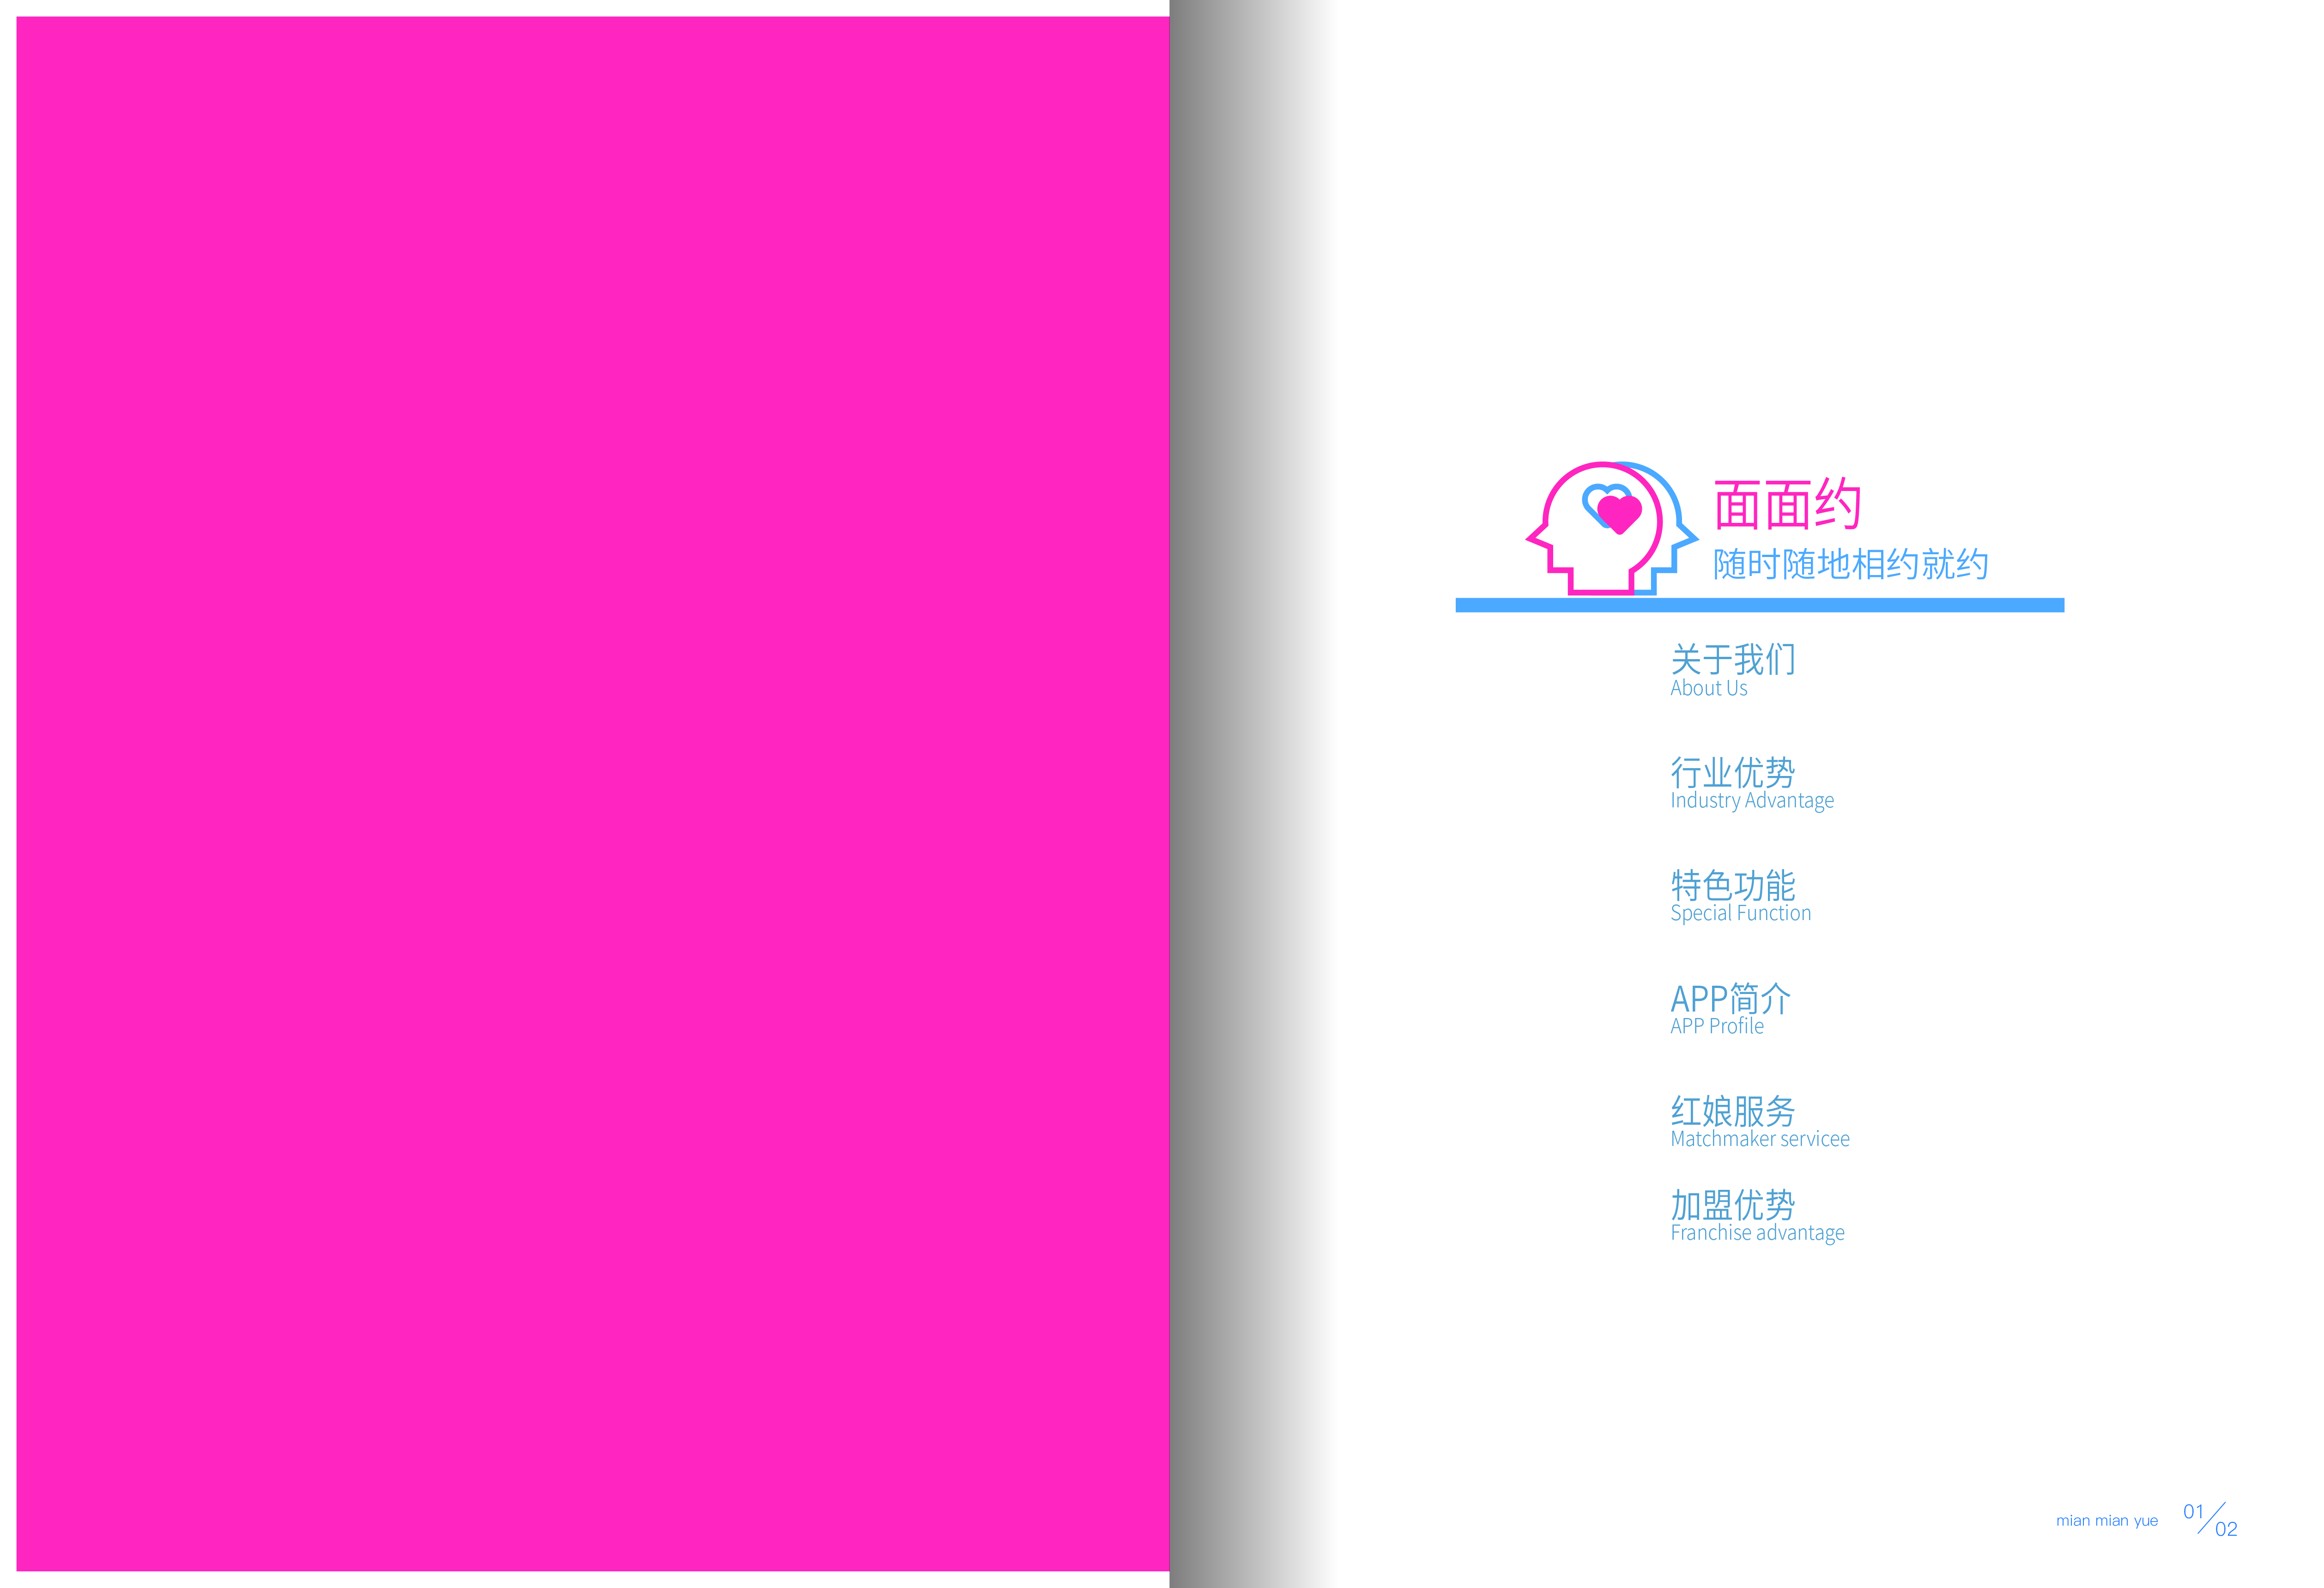 面面约
随时随地相约就约
关于我们
About Us
行业优势
Industry Advantage
特色功能
Special Function
APP简介
APP Profile
红娘服务
Matchmaker servicee
加盟优势
Franchise advantage
mian mian yue 01/02